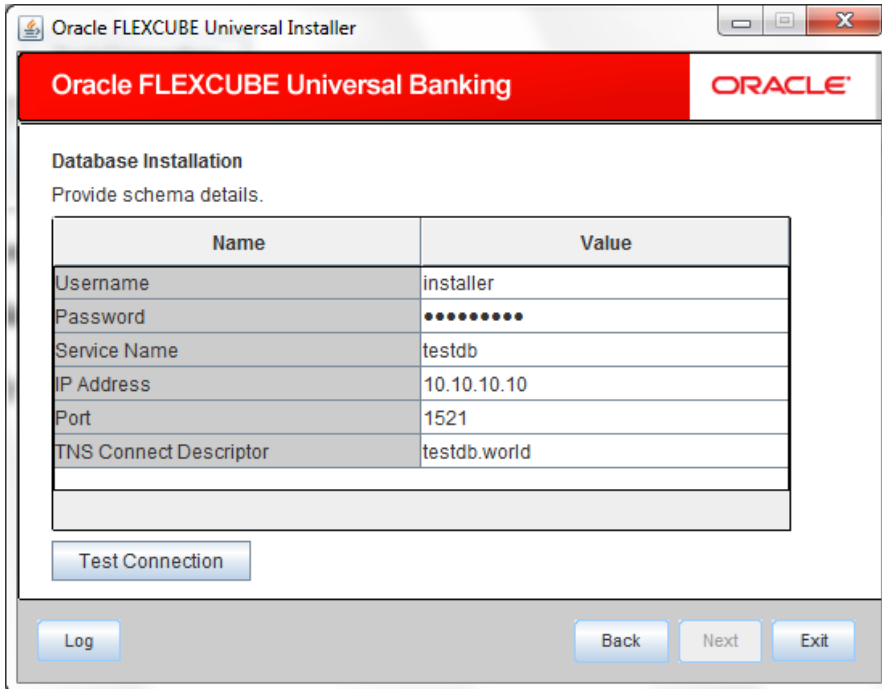 Oracle FLEXCUBE Universal Installer
Oracle FLEXCUBE Universal Banking ORACLE
Database Installation
Provide schema details.
Name Value
Username installer
Password •••••••••
Service Name testdb
IP Address 10.10.10.10
Port 1521
TNS Connect Descriptor testdb.world
Test Connection
Log Back Next Exit